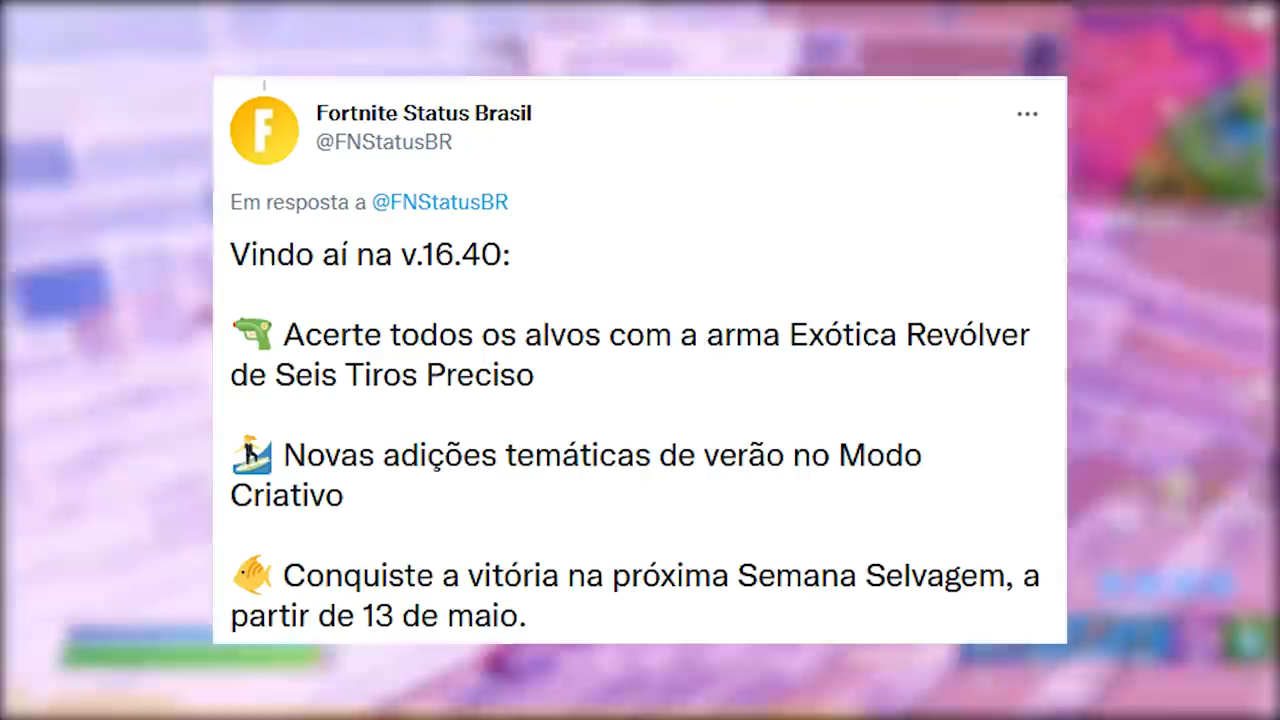 Fortnite Status Brasil
@FNStatusBR
Em resposta a @FNStatusBR
Vindo aí na v.16.40:
🔫 Acerte todos os alvos com a arma Exótica Revólver
de Seis Tiros Preciso
🏄 Novas adições temáticas de verão no Modo
Criativo
🐠 Conquiste a vitória na próxima Semana Selvagem, a
partir de 13 de maio.